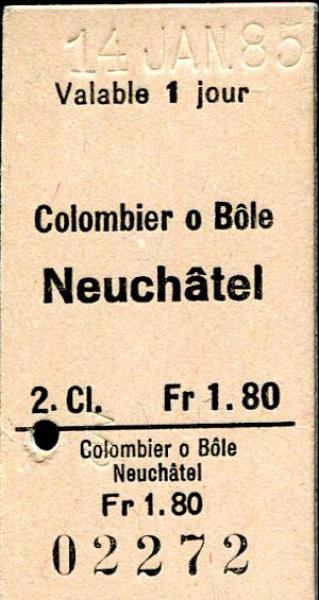 14 JAN. 85
Valable 1 jour
Colombier o Bôle
Neuchâtel
2. Cl. Fr 1.80
Colombier o Bôle
Neuchâtel
Fr 1.80
02272